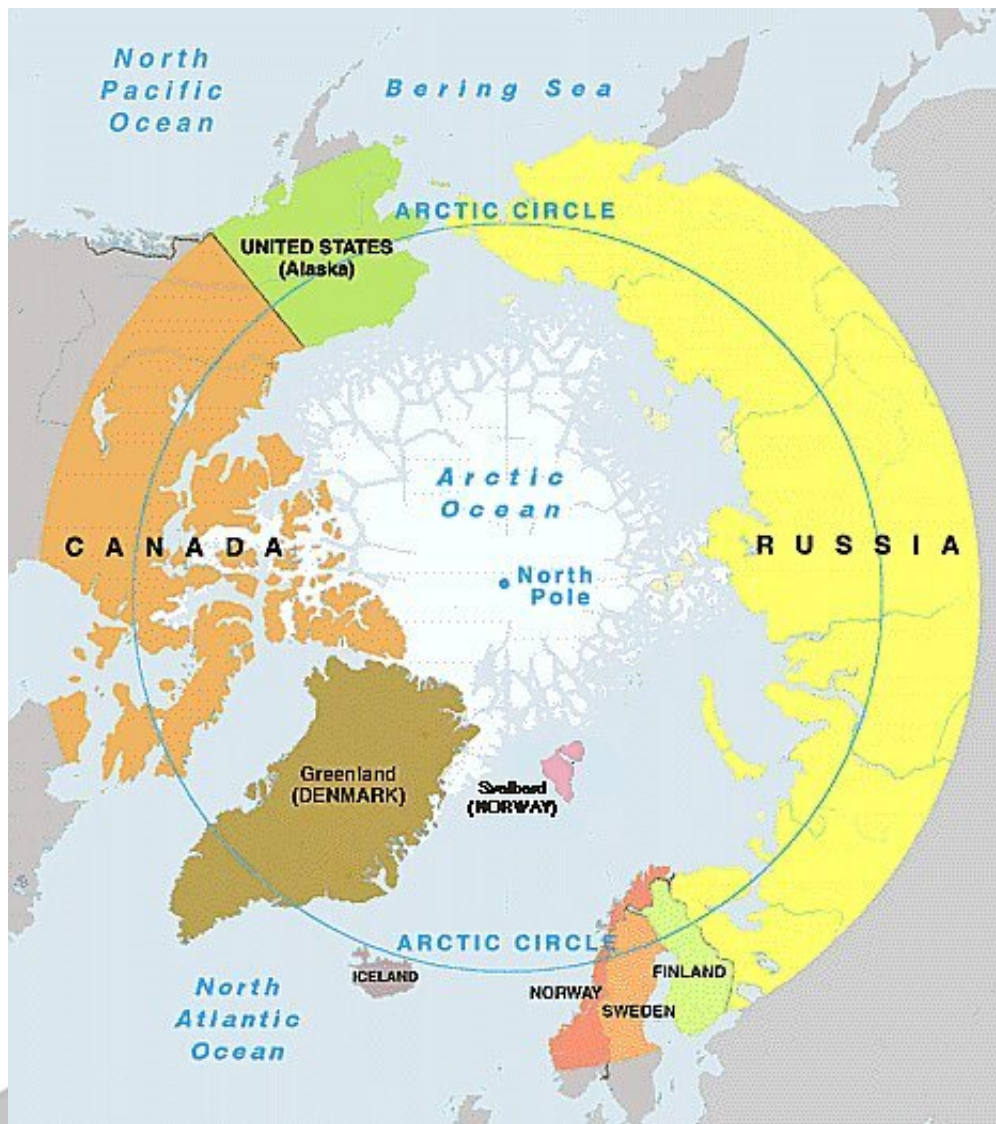 North
Pacific
Ocean
Bering Sea
ARCTIC CIRCLE
UNITED STATES
(Alaska)
Arctic
Ocean
CANADA
RUSSIA
North
Pole
Greenland
(DENMARK)
Svalbard
(NORWAY)
ARCTIC CIRCLE
ICELAND
FINLAND
NORWAY
SWEDEN
North
Atlantic
Ocean